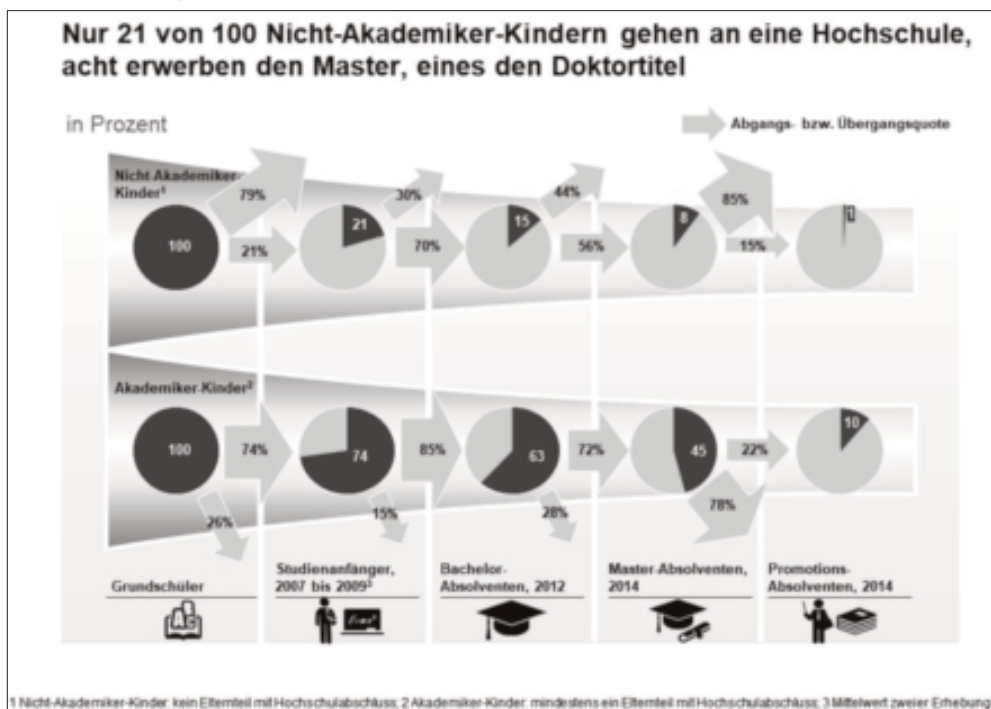 Nur 21 von 100 Nicht-Akademiker-Kindern gehen an eine Hochschule,
acht erwerben den Master, eines den Doktortitel
in Prozent
Abgangs- bzw. Übergangsquote
Nicht-Akademiker-
Kinder¹
79%
30%
44%
85%
100
21%
21
70%
15
56%
8
15%
1
Akademiker-Kinder²
100
74%
74
85%
63
72%
45
22%
10
26%
15%
28%
78%
Grundschüler
Studienanfänger,
2007 bis 2009³
Bachelor-
Absolventen, 2012
Master-Absolventen,
2014
Promotions-
Absolventen, 2014
1 Nicht-Akademiker-Kinder: kein Elternteil mit Hochschulabschluss; 2 Akademiker-Kinder: mindestens ein Elternteil mit Hochschulabschluss; 3 Mittelwert zweier Erhebung